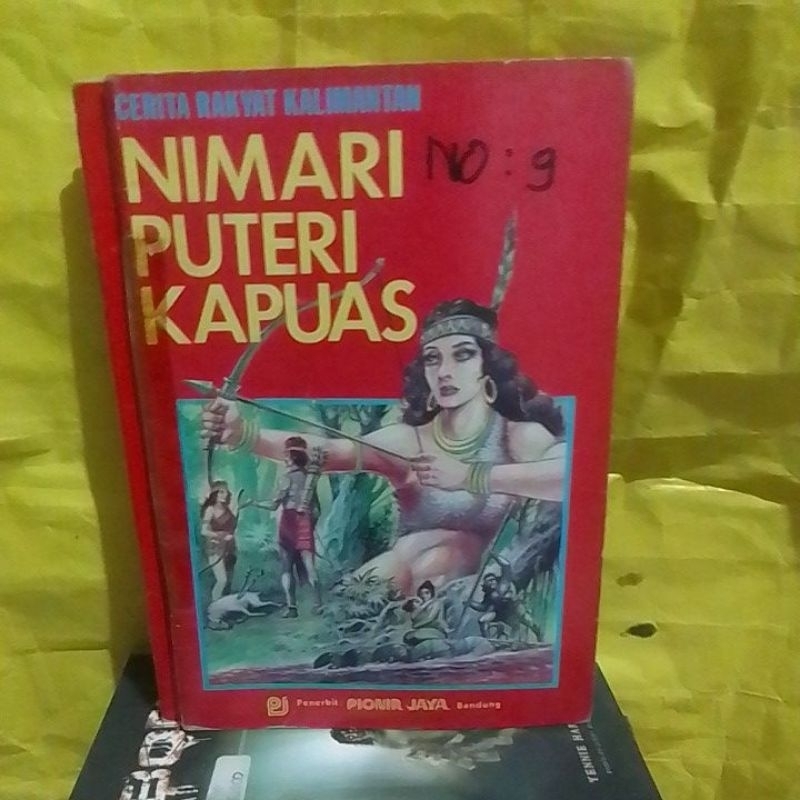 CERITA RAKYAT KALIMANTAN
NIMARI
NO : 9
PUTERI
KAPUAS
PJ Penerbit PIONIR JAYA Bandung